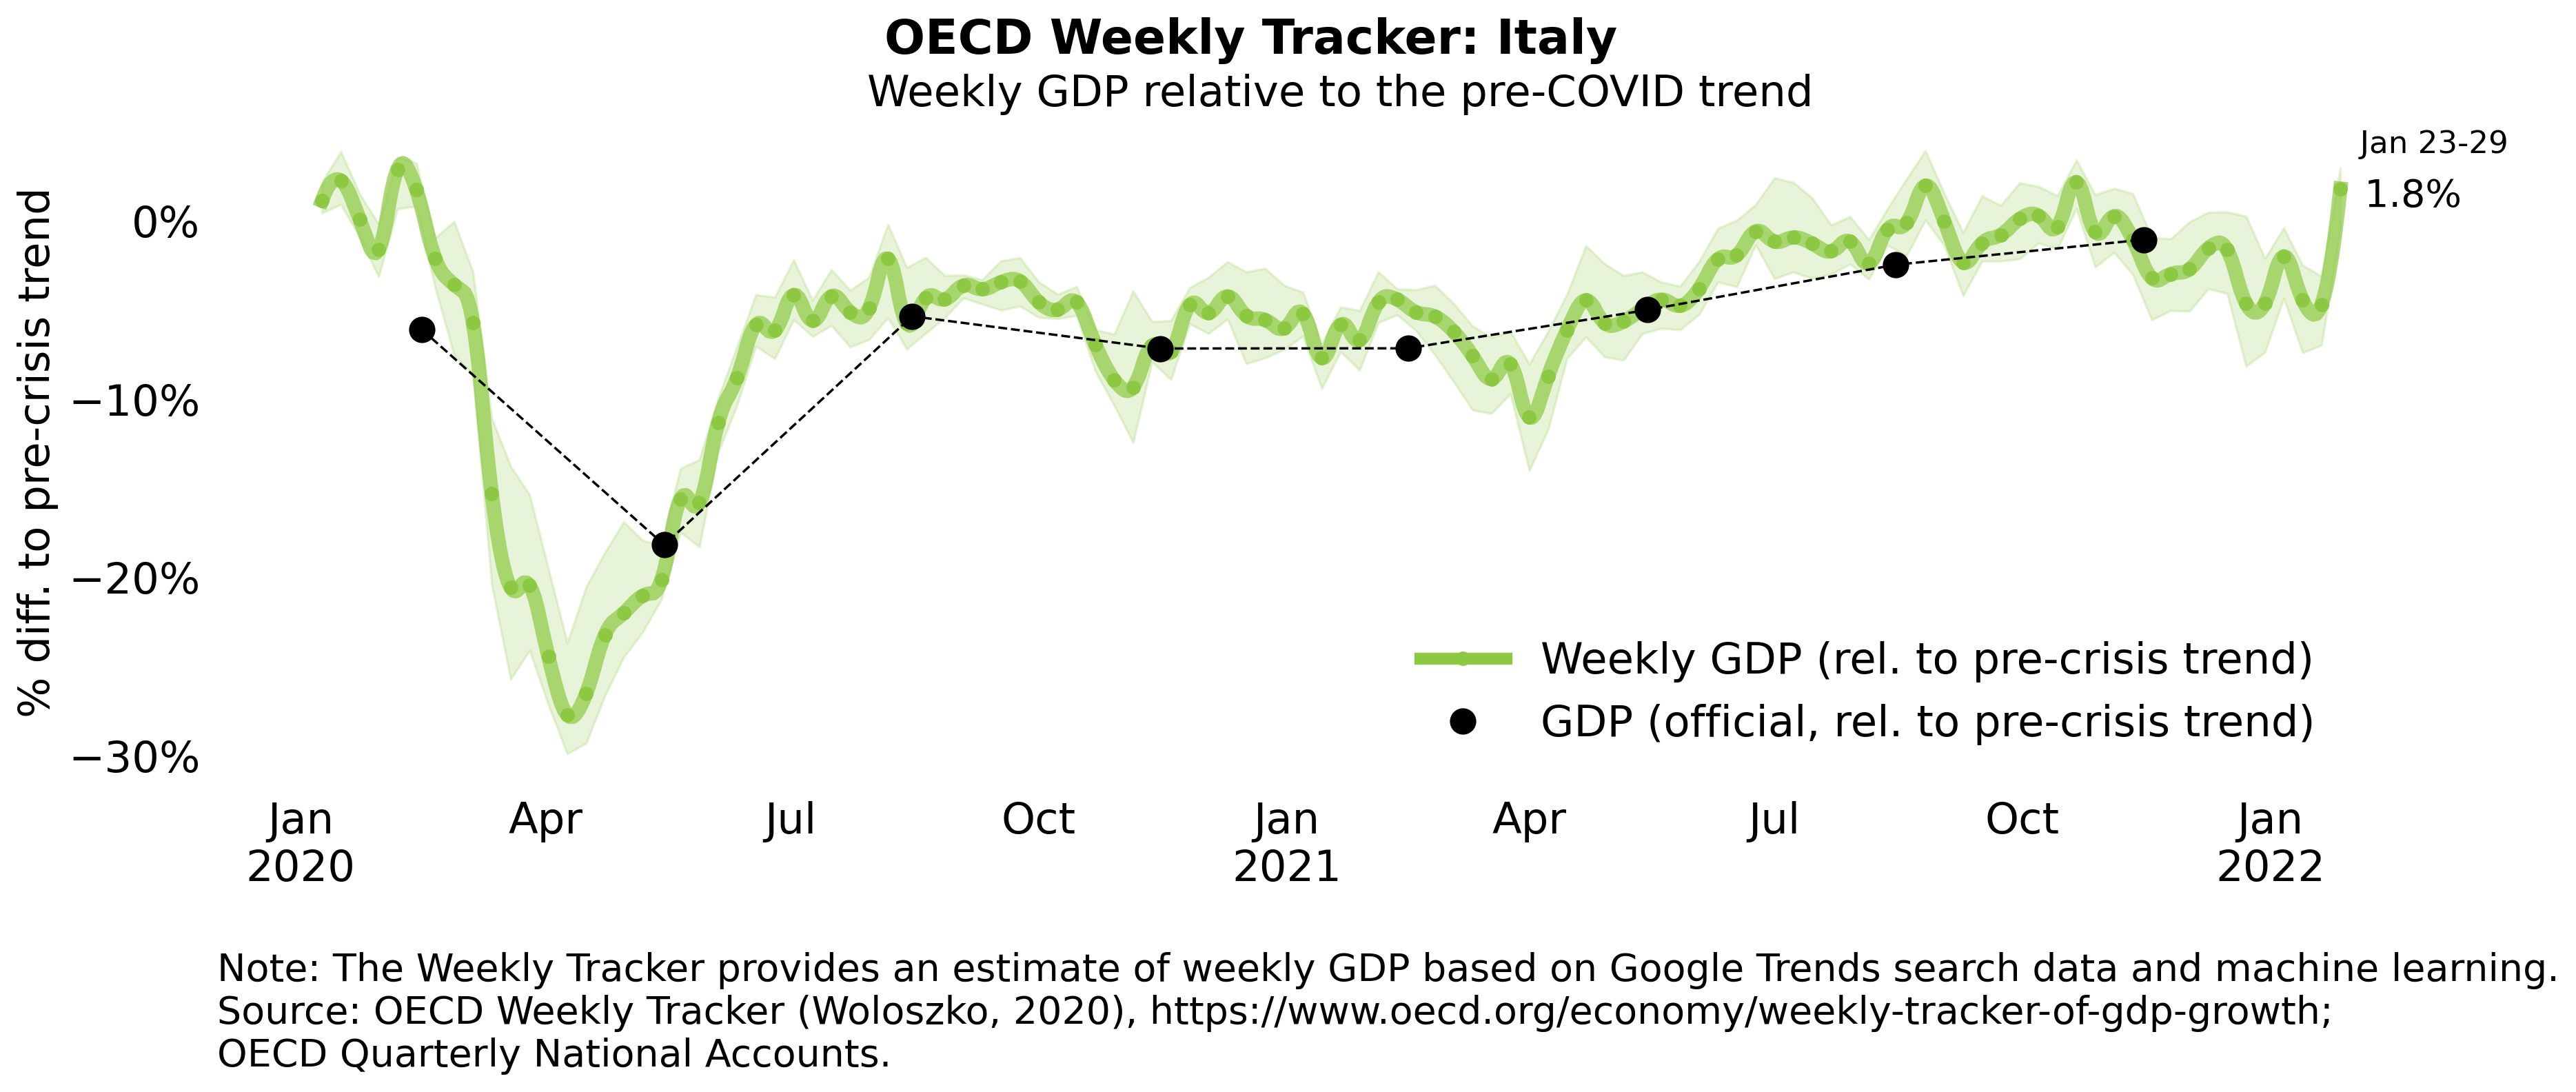 OECD Weekly Tracker: Italy
Weekly GDP relative to the pre-COVID trend
Jan 23-29
1.8%
% diff. to pre-crisis trend
0%
−10%
−20%
−30%
Weekly GDP (rel. to pre-crisis trend)
GDP (official, rel. to pre-crisis trend)
Jan Apr Jul Oct Jan Apr Jul Oct Jan
2020 2021 2022
Note: The Weekly Tracker provides an estimate of weekly GDP based on Google Trends search data and machine learning.
Source: OECD Weekly Tracker (Woloszko, 2020), https://www.oecd.org/economy/weekly-tracker-of-gdp-growth;
OECD Quarterly National Accounts.